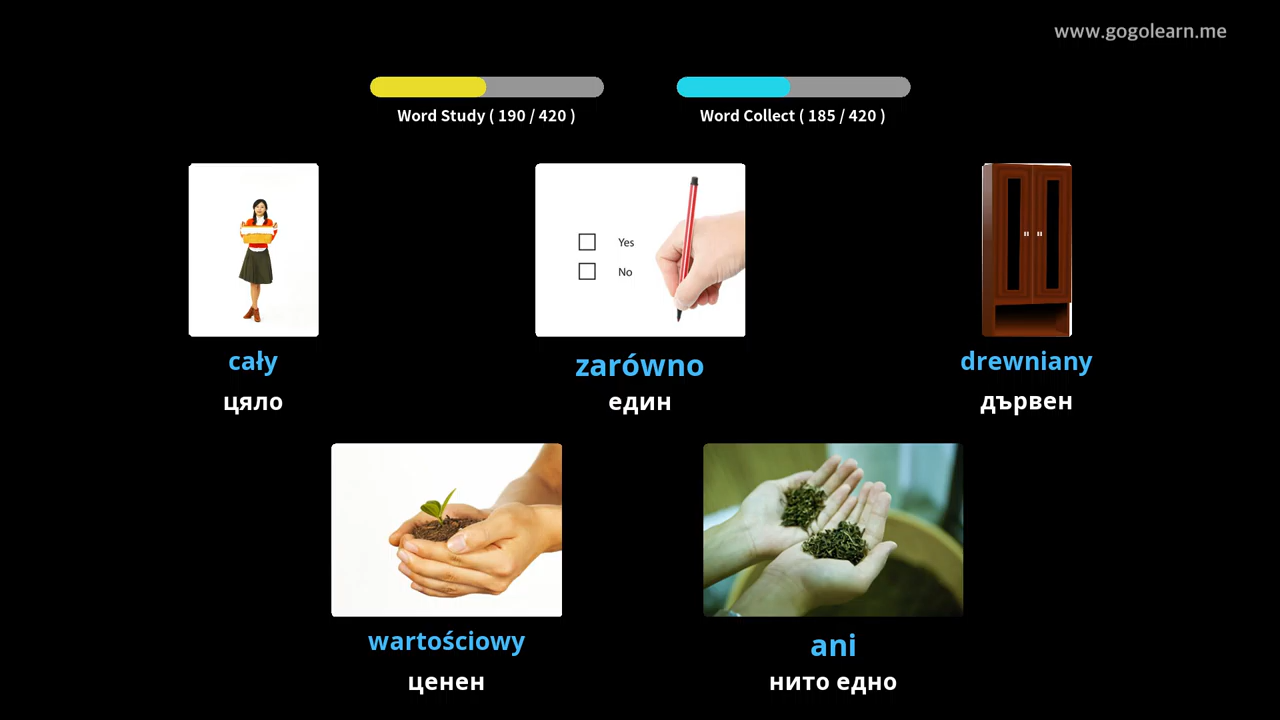 www.gogolearn.me
Word Study ( 190 / 420 )
Word Collect ( 185 / 420 )
Yes
No
cały
zarówno
drewniany
цяло
един
дървен
wartościowy
ani
ценен
нито едно